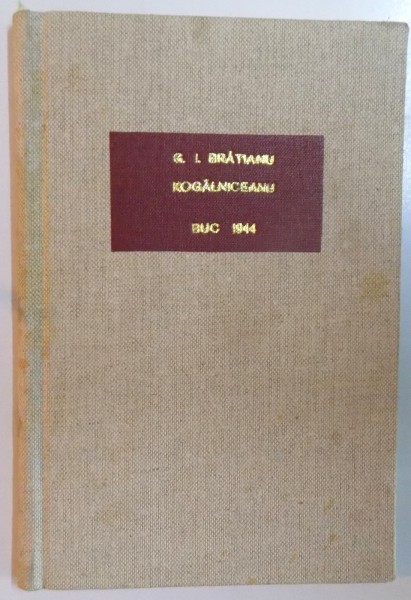 G. I. BRĂTIANU
KOGĂLNICEANU
BUC 1944